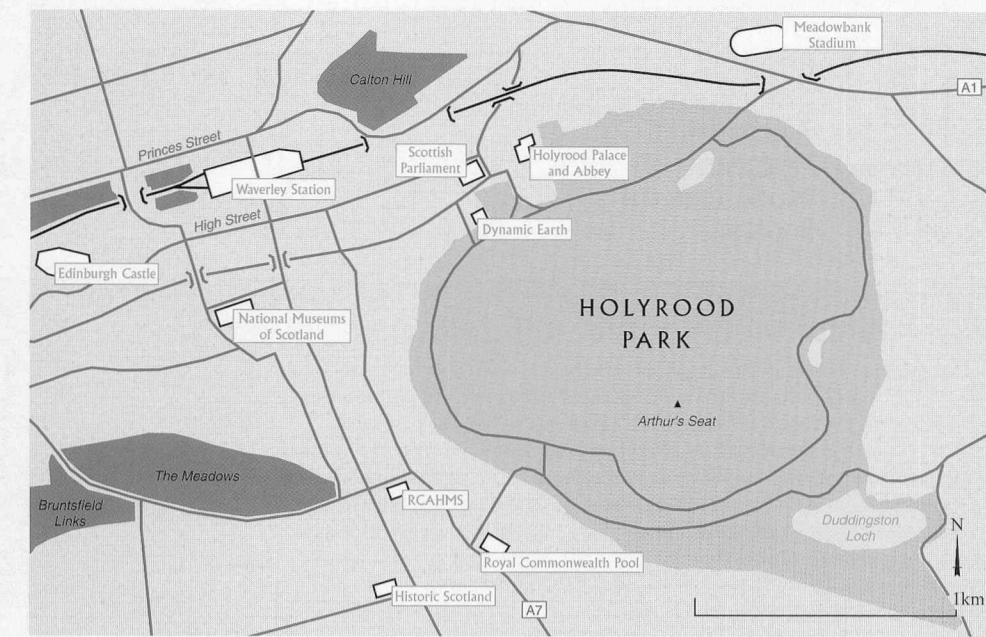 Meadowbank
Stadium
Calton Hill
A1
Princes Street
Scottish
Parliament
Holyrood Palace
and Abbey
Waverley Station
High Street
Dynamic Earth
Edinburgh Castle
National Museums
of Scotland
HOLYROOD
PARK
Arthur's Seat
The Meadows
RCAHMS
Bruntsfield
Links
Duddingston
Loch
N
Royal Commonwealth Pool
Historic Scotland
A7
1km